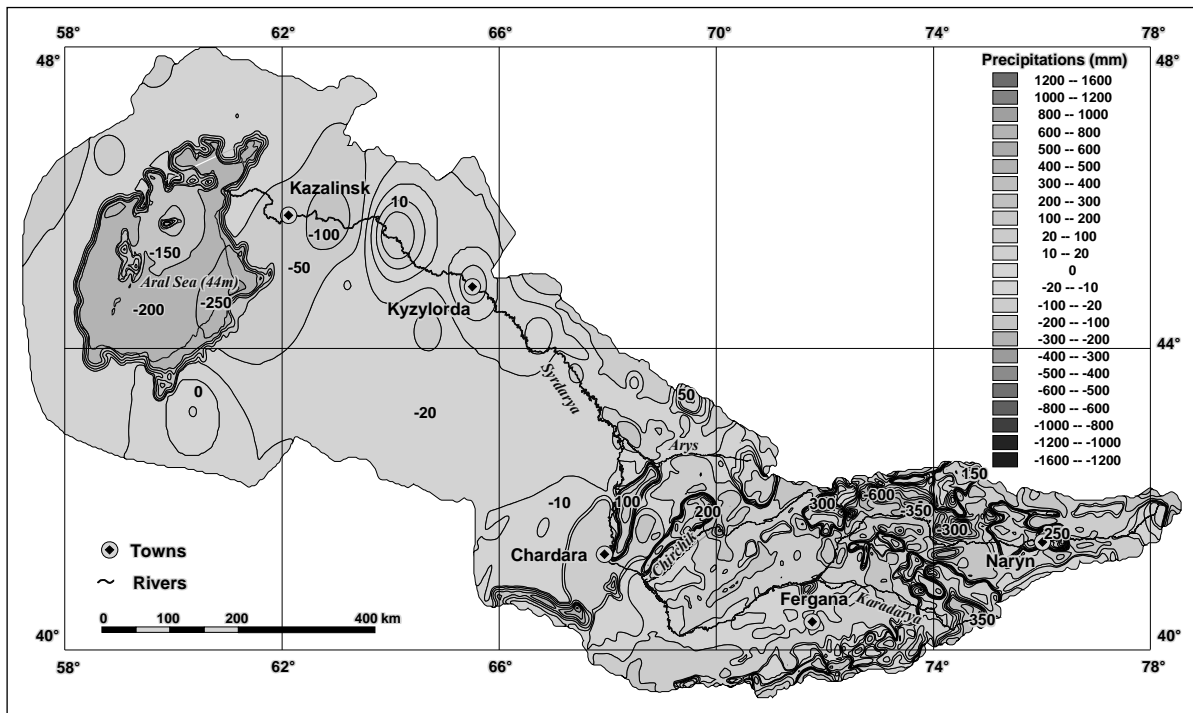 58° 62° 66° 70° 74° 78°
48° 48°
Precipitations (mm)
1200 -- 1600
1000 -- 1200
800 -- 1000
600 -- 800
500 -- 600
400 -- 500
300 -- 400
200 -- 300
100 -- 200
20 -- 100
10 -- 20
0
-20 -- -10
-100 -- -20
-200 -- -100
-300 -- -200
-400 -- -300
-500 -- -400
-600 -- -500
-800 -- -600
-1000 -- -800
-1200 -- -1000
-1600 -- -1200
Kazalinsk
10
-100
-150
-50
Aral Sea (44m)
-200
-250
Kyzylorda
44° 44°
Syrdarya
0
-20
50
Arys
150
-10
100
200
300
-600
-350
-300
250
Chardara
Chirchik
Naryn
Fergana
Karadarya
-350
Towns
Rivers
0 100 200 400 km
40° 40°
58° 62° 66° 70° 74° 78°